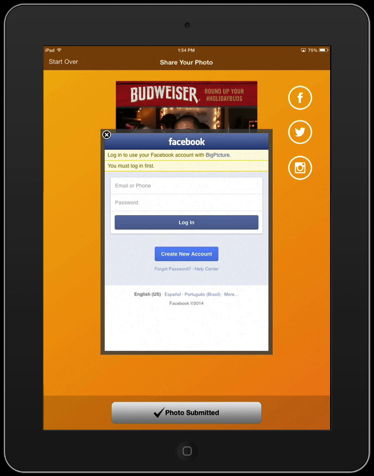 iPad
1:54 PM
75%
Start Over
Share Your Photo
BUDWEISER
ROUND UP YOUR
#HOLIDAYBUDS
facebook
Log in to use your Facebook account with BigPicture.
You must log in first.
Email or Phone
Password
Log In
Create New Account
Forgot Password? · Help Center
English (US) · Español · Português (Brasil) · More...
Facebook ©2014
Photo Submitted